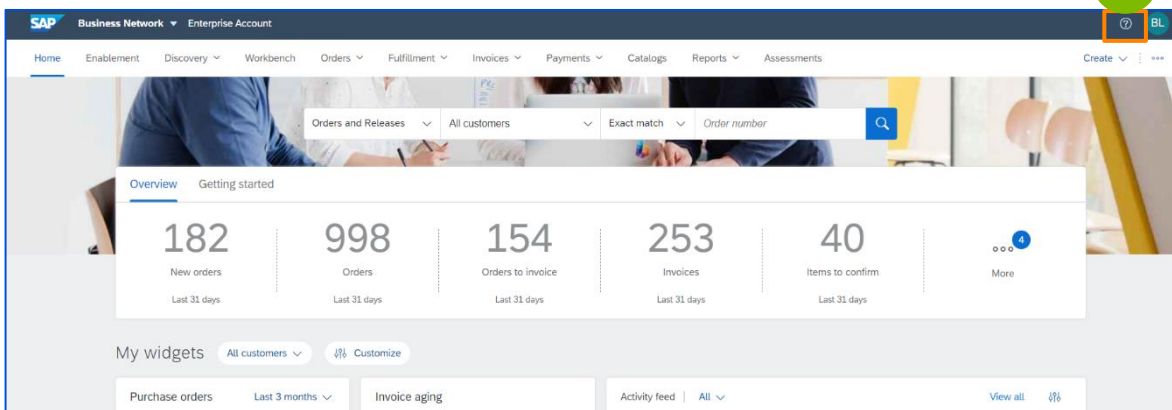 SAP Business Network Enterprise Account BL
Home Enablement Discovery Workbench Orders Fulfillment Invoices Payments Catalogs Reports Assessments Create
Orders and Releases All customers Exact match Order number
Overview Getting started
182 998 154 253 40 4
New orders Orders Orders to invoice Invoices Items to confirm More
Last 31 days Last 31 days Last 31 days Last 31 days Last 31 days
My widgets All customers Customize
Purchase orders Last 3 months Invoice aging Activity feed All View all